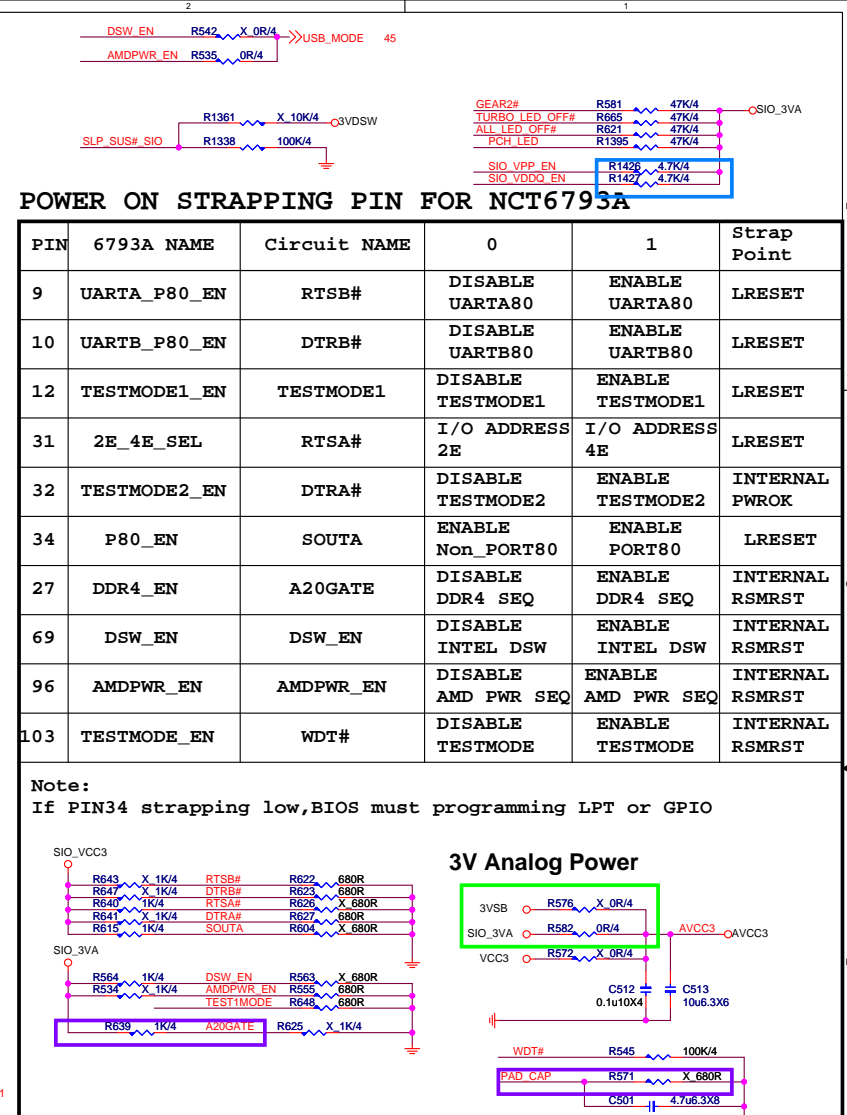 2 1
DSW_EN R542 X_0R/4 USB_MODE 45
AMDPWR_EN R535 0R/4
GEAR2# R581 47K/4 SIO_3VA
TURBO_LED_OFF# R665 47K/4
ALL_LED_OFF# R621 47K/4
PCH_LED R1395 47K/4
R1361 X_10K/4 3VDSW
SLP_SUS#_SIO R1338 100K/4
SIO_VPP_EN R1426 4.7K/4
SIO_VDDQ_EN R1427 4.7K/4
POWER ON STRAPPING PIN FOR NCT6793A
PIN 6793A NAME Circuit NAME 0 1 Strap
Point
9 UARTA_P80_EN RTSB# DISABLE ENABLE LRESET
UARTA80 UARTA80
10 UARTB_P80_EN DTRB# DISABLE ENABLE LRESET
UARTB80 UARTB80
12 TESTMODE1_EN TESTMODE1 DISABLE ENABLE LRESET
TESTMODE1 TESTMODE1
31 2E_4E_SEL RTSA# I/O ADDRESS I/O ADDRESS LRESET
2E 4E
32 TESTMODE2_EN DTRA# DISABLE ENABLE INTERNAL
TESTMODE2 TESTMODE2 PWROK
34 P80_EN SOUTA ENABLE ENABLE LRESET
Non_PORT80 PORT80
27 DDR4_EN A20GATE DISABLE ENABLE INTERNAL
DDR4 SEQ DDR4 SEQ RSMRST
69 DSW_EN DSW_EN DISABLE ENABLE INTERNAL
INTEL DSW INTEL DSW RSMRST
96 AMDPWR_EN AMDPWR_EN DISABLE ENABLE INTERNAL
AMD PWR SEQ AMD PWR SEQ RSMRST
103 TESTMODE_EN WDT# DISABLE ENABLE INTERNAL
TESTMODE TESTMODE RSMRST
Note:
If PIN34 strapping low,BIOS must programming LPT or GPIO
SIO_VCC3
R643 X_1K/4 RTSB# R622 680R
R647 X_1K/4 DTRB# R623 680R
R640 1K/4 RTSA# R626 X_680R
R641 X_1K/4 DTRA# R627 680R
R615 1K/4 SOUTA R604 X_680R
SIO_3VA
R564 1K/4 DSW_EN R563 X_680R
R534 X_1K/4 AMDPWR_EN R555 680R
TEST1MODE R648 680R
R639 1K/4 A20GATE R625 X_1K/4
3V Analog Power
3VSB R576 X_0R/4
SIO_3VA R582 0R/4 AVCC3 AVCC3
VCC3 R572 X_0R/4
C512 C513
0.1u10X4 10u6.3X6
WDT# R545 100K/4
PAD_CAP R571 X_680R
C501 4.7u6.3X8
1